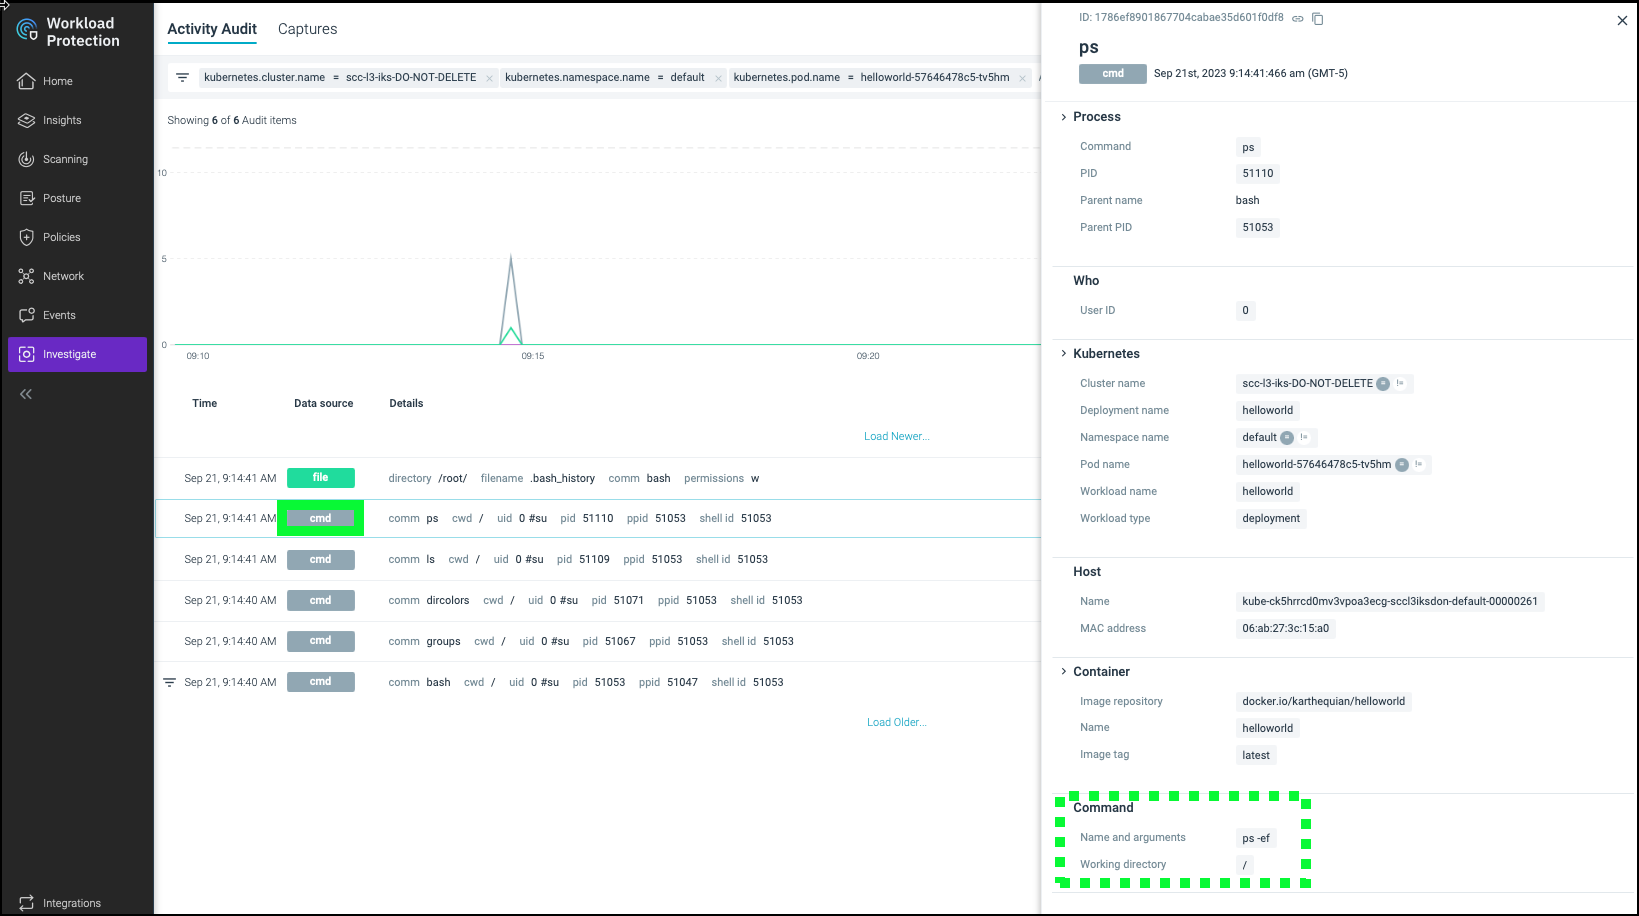 Workload
Protection
Home
Insights
Scanning
Posture
Policies
Network
Events
Investigate
Integrations
Activity Audit Captures
kubernetes.cluster.name = scc-l3-iks-DO-NOT-DELETE × kubernetes.namespace.name = default × kubernetes.pod.name = helloworld-57646478c5-tv5hm ×
Showing 6 of 6 Audit items
10
5
0
09:10 09:15 09:20
Time Data source Details
Load Newer...
Sep 21, 9:14:41 AM file directory /root/ filename .bash_history comm bash permissions w
Sep 21, 9:14:41 AM cmd comm ps cwd / uid 0 #su pid 51110 ppid 51053 shell id 51053
Sep 21, 9:14:41 AM cmd comm ls cwd / uid 0 #su pid 51109 ppid 51053 shell id 51053
Sep 21, 9:14:40 AM cmd comm dircolors cwd / uid 0 #su pid 51071 ppid 51053 shell id 51053
Sep 21, 9:14:40 AM cmd comm groups cwd / uid 0 #su pid 51067 ppid 51053 shell id 51053
Sep 21, 9:14:40 AM cmd comm bash cwd / uid 0 #su pid 51053 ppid 51047 shell id 51053
Load Older...
ID: 1786ef8901867704cabae35d601f0df8
ps
cmd Sep 21st, 2023 9:14:41:466 am (GMT-5)
Process
Command ps
PID 51110
Parent name bash
Parent PID 51053
Who
User ID 0
Kubernetes
Cluster name scc-l3-iks-DO-NOT-DELETE = !=
Deployment name helloworld
Namespace name default = !=
Pod name helloworld-57646478c5-tv5hm = !=
Workload name helloworld
Workload type deployment
Host
Name kube-ck5hrrcd0mv3vpoa3ecg-sccl3iksdon-default-00000261
MAC address 06:ab:27:3c:15:a0
Container
Image repository docker.io/karthequian/helloworld
Name helloworld
Image tag latest
Command
Name and arguments ps -ef
Working directory /